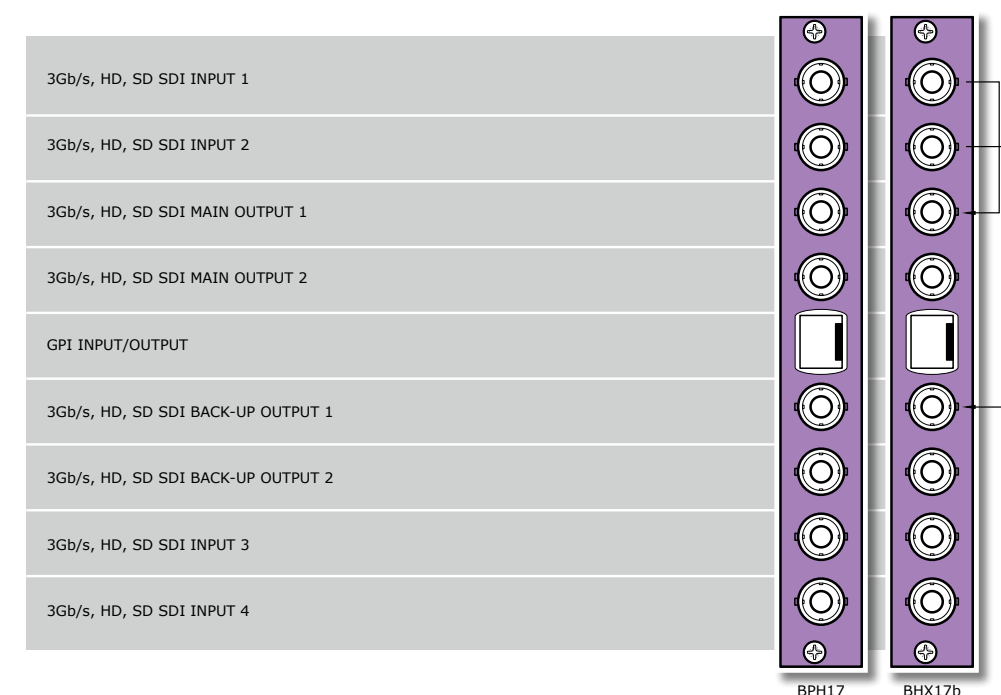 3Gb/s, HD, SD SDI INPUT 1
3Gb/s, HD, SD SDI INPUT 2
3Gb/s, HD, SD SDI MAIN OUTPUT 1
3Gb/s, HD, SD SDI MAIN OUTPUT 2
GPI INPUT/OUTPUT
3Gb/s, HD, SD SDI BACK-UP OUTPUT 1
3Gb/s, HD, SD SDI BACK-UP OUTPUT 2
3Gb/s, HD, SD SDI INPUT 3
3Gb/s, HD, SD SDI INPUT 4
BPH17 BHX17b